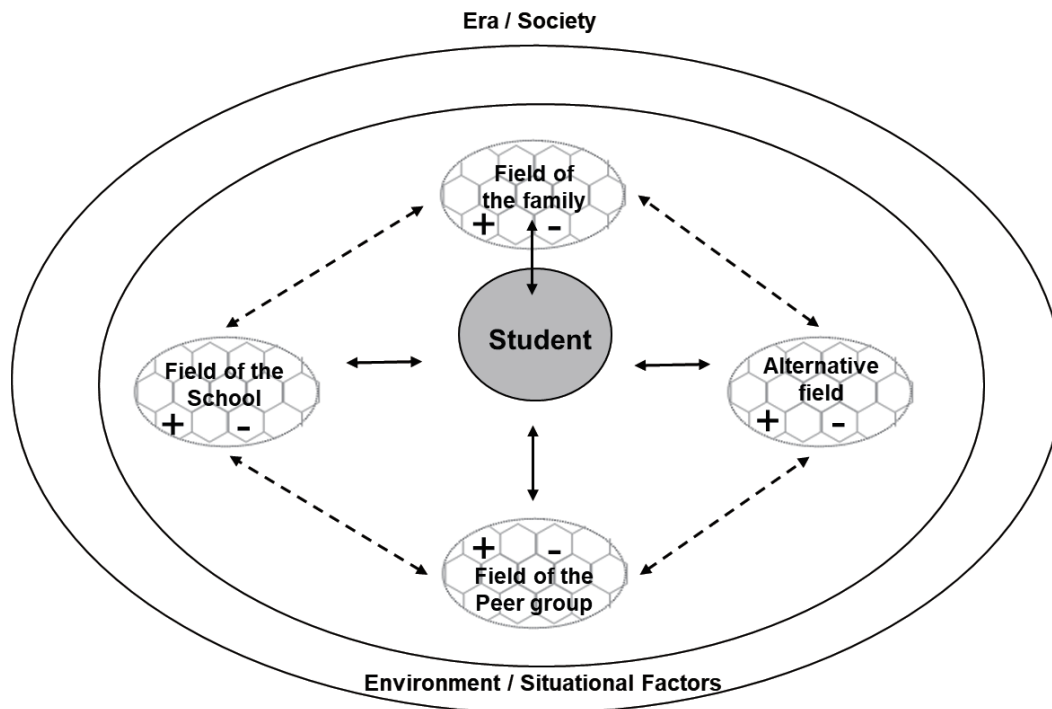 Era / Society
Field of
the family
+ -
Student
Field of the
School
+ -
Alternative
field
+ -
+ -
Field of the
Peer group
Environment / Situational Factors